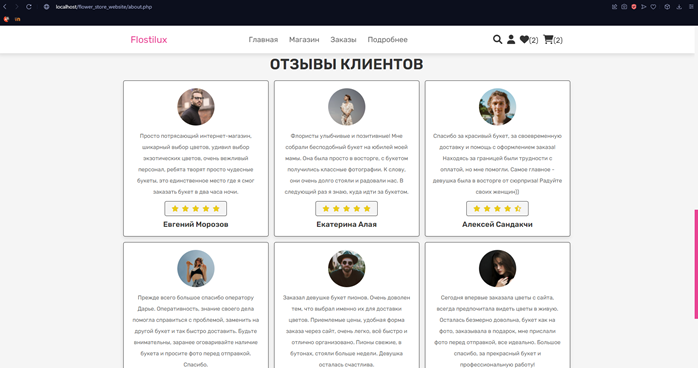 localhost/flower_store_website/about.php
Flostilux
Главная Магазин Заказы Подробнее (2) (2)
ОТЗЫВЫ КЛИЕНТОВ
Просто потрясающий интернет-магазин,
шикарный выбор цветов, удивил выбор
экзотических цветов, очень вежливый
персонал, ребята творят просто чудесные
букеты, это единственное место где я смог
заказать букет в два часа ночи.
Евгений Морозов
Флористы улыбчивые и позитивные! Мне
собрали бесподобный букет на юбилей моей
мамы. Она была просто в восторге, с букетом
получились классные фотографии. К слову,
они очень долго стояли и радовали нас. В
следующий раз я знаю, куда идти за букетом.
Екатерина Алая
Спасибо за красивый букет, за своевременную
доставку и помощь с оформлением заказа!
Находясь за границей были трудности с
оплатой, но мне помогли. Самое главное -
девушка была в восторге от сюрприза! Радуйте
своих женщин))
Алексей Сандакчи
Прежде всего большое спасибо оператору
Дарье. Оперативность, знание своего дела
помогла справиться с проблемой, заменить на
другой букет и так быстро доставить. Будьте
внимательны, заранее оговаривайте наличие
букета и просите фото перед отправкой.
Спасибо.
Заказал девушке букет пионов. Очень доволен
тем, что выбрал именно их для доставки
цветов. Приемлемые цены, удобная форма
заказа через сайт, очень легко, всё быстро и
отлично организовано. Пионы свежие, в
бутонах, стояли больше недели. Девушка
осталась счастлива.
Сегодня впервые заказала цветы с сайта,
всегда предпочитала видеть цветы в живую.
Осталась безмерно довольна, букет как на
фото, заказывала в подарок, мне прислали
фото перед отправкой, все идеально. Большое
спасибо, за прекрасный букет и
профессиональную работу!